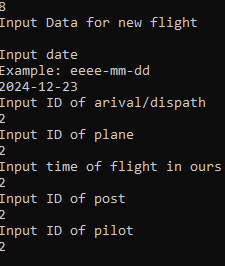 8
Input Data for new flight
Input date
Example: eeee-mm-dd
2024-12-23
Input ID of arival/dispath
2
Input ID of plane
2
Input time of flight in ours
2
Input ID of post
2
Input ID of pilot
2